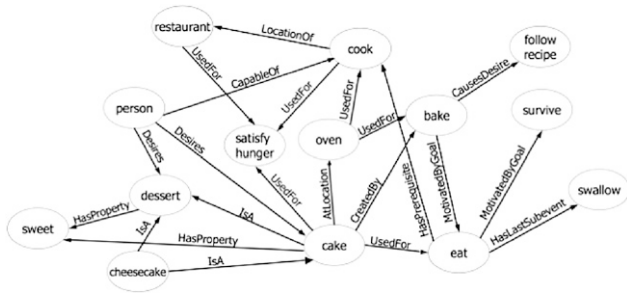 restaurant
LocationOf
cook
follow
recipe
UsedFor
CapableOf
UsedFor
UsedFor
CausesDesire
bake
survive
person
UsedFor
Desires
Desires
satisfy
hunger
oven
MotivatedByGoal
HasPrerequisite
MotivatedByGoal
swallow
dessert
UsedFor
AtLocation
CreatedBy
HasProperty
IsA
IsA
HasLastSubevent
sweet
HasProperty
cake
UsedFor
eat
cheesecake
IsA